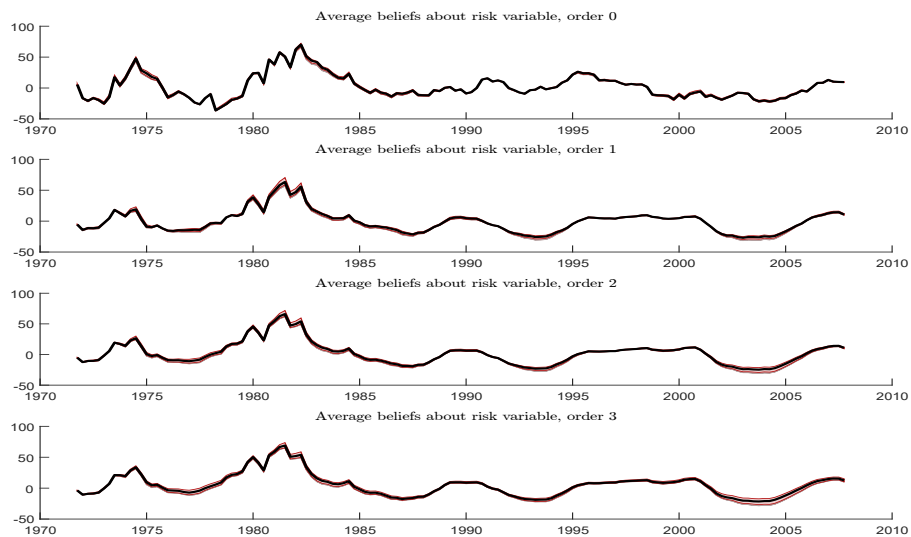 Average beliefs about risk variable, order 0
100
50
0
-50
1970 1975 1980 1985 1990 1995 2000 2005 2010
Average beliefs about risk variable, order 1
100
50
0
-50
1970 1975 1980 1985 1990 1995 2000 2005 2010
Average beliefs about risk variable, order 2
100
50
0
-50
1970 1975 1980 1985 1990 1995 2000 2005 2010
Average beliefs about risk variable, order 3
100
50
0
-50
1970 1975 1980 1985 1990 1995 2000 2005 2010